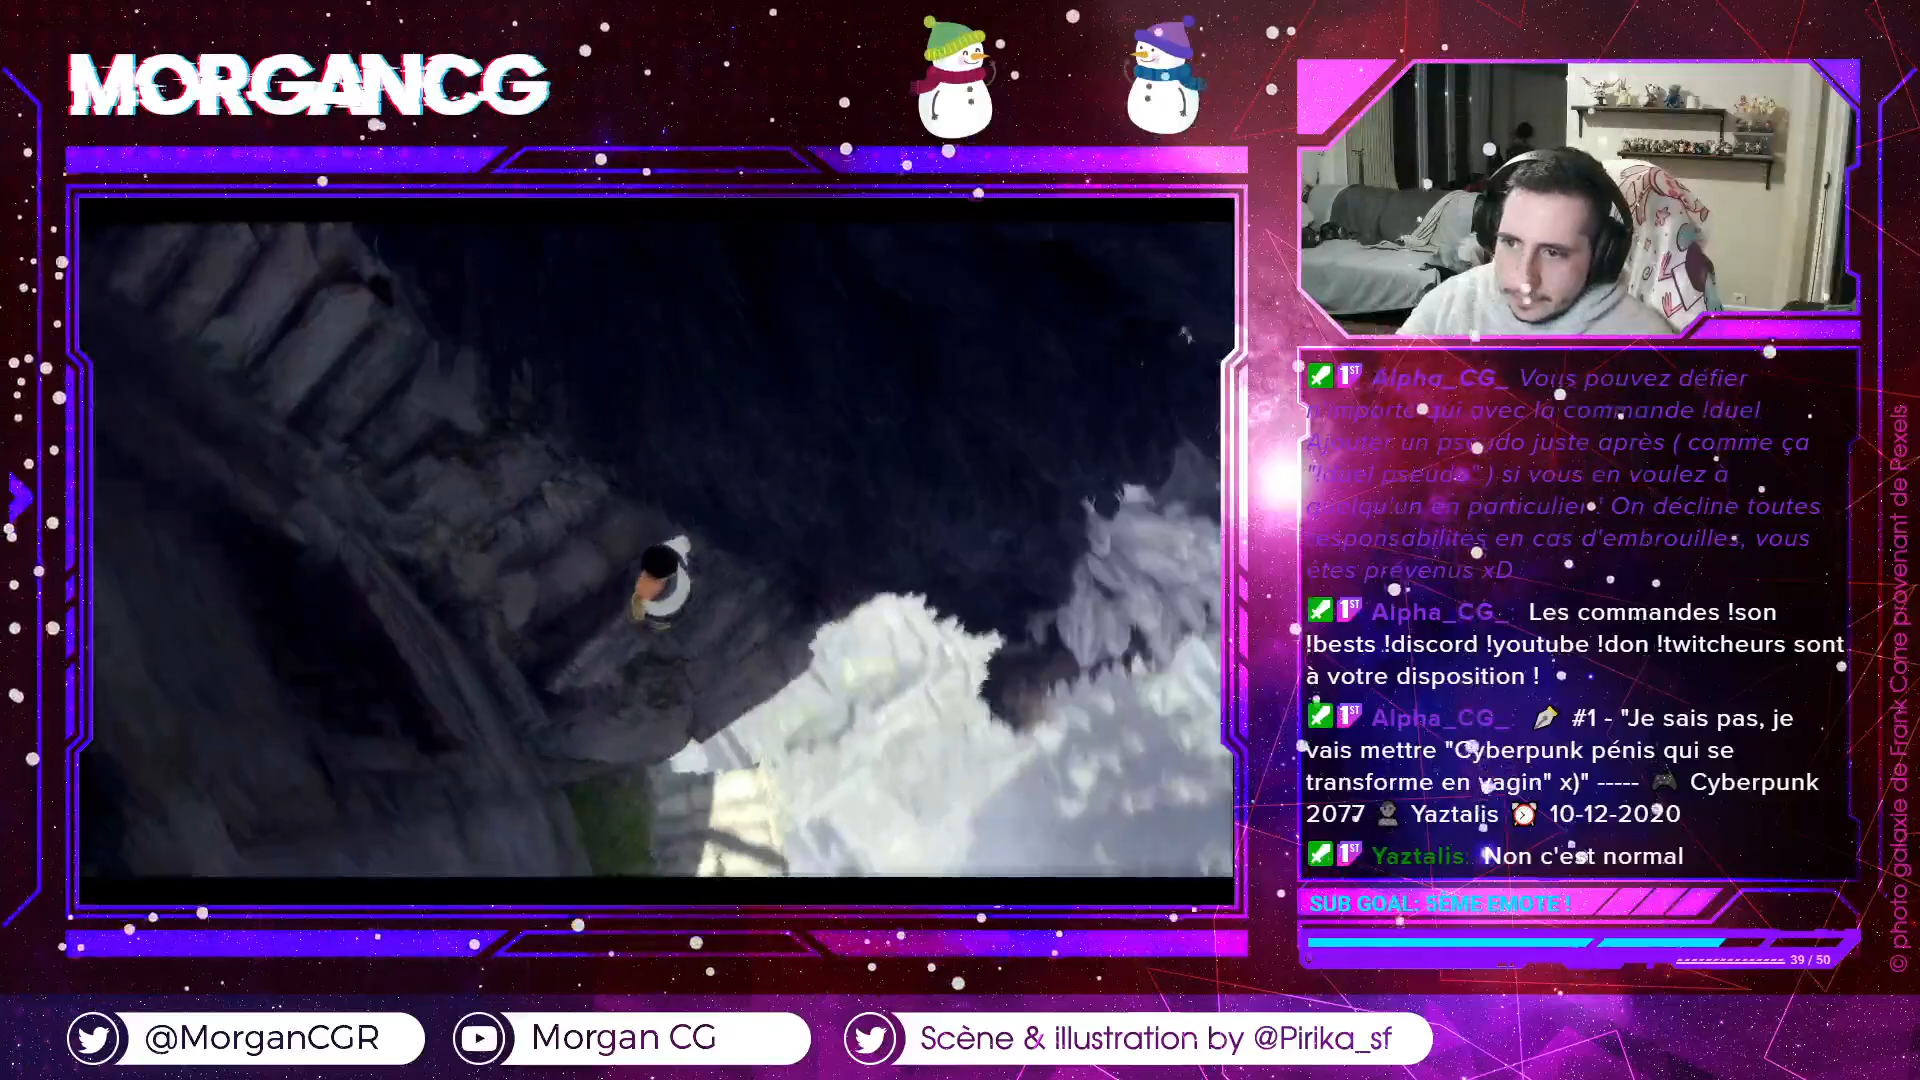 MORGANCG
1ST Alpha_CG_ Vous pouvez défier
n'importe qui avec la commande !duel
Ajouter un pseudo juste après ( comme ça
"!duel pseudo" ) si vous en voulez à
quelqu'un en particulier ! On décline toutes
responsabilités en cas d'embrouilles, vous
êtes prévenus xD
1ST Alpha_CG_: Les commandes !son
!bests !discord !youtube !don !twitcheurs sont
à votre disposition !
1ST Alpha_CG_: #1 - "Je sais pas, je
vais mettre "Cyberpunk pénis qui se
transforme en vagin" x)" ----- Cyberpunk
2077 Yaztalis 10-12-2020
1ST Yaztalis: Non c'est normal
SUB GOAL: 5ÈME EMOTE !
39 / 50
© photo galaxie de Frank Cone provenant de Pexels
@MorganCGR
Morgan CG
Scène & illustration by @Pirika_sf